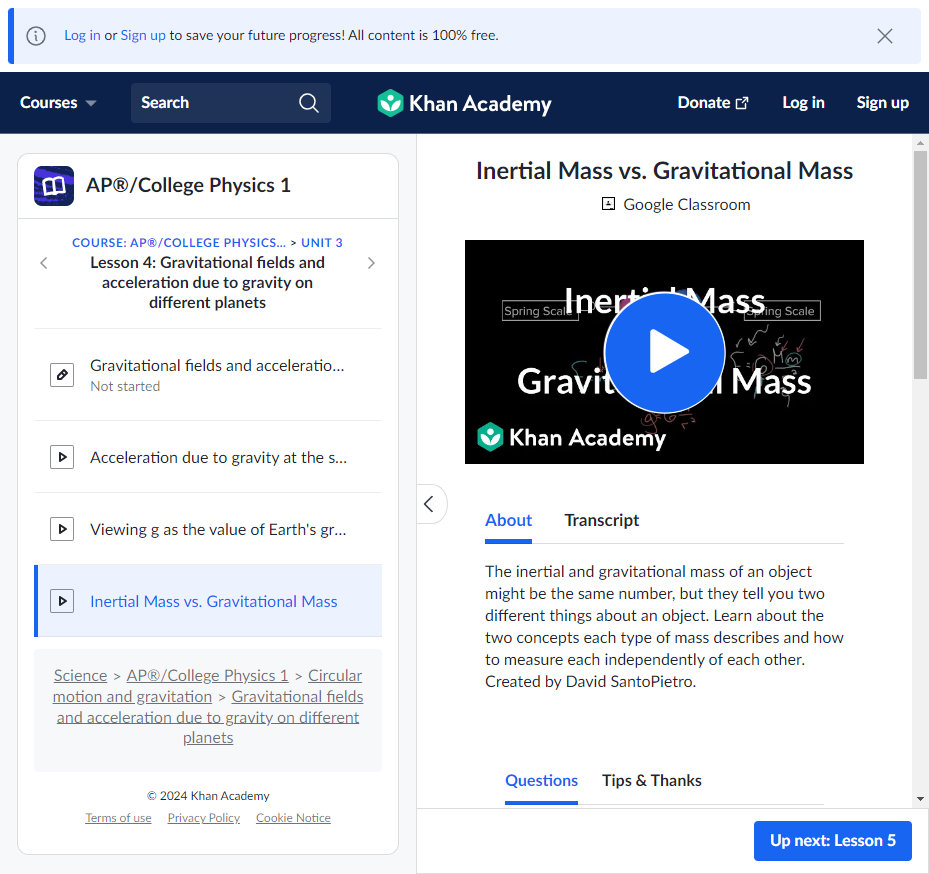 Log in or Sign up to save your future progress! All content is 100% free.
Courses
Search
Khan Academy
Donate
Log in
Sign up
AP®/College Physics 1
COURSE: AP®/COLLEGE PHYSICS... > UNIT 3
Lesson 4: Gravitational fields and
acceleration due to gravity on
different planets
Gravitational fields and acceleratio...
Not started
Acceleration due to gravity at the s...
Viewing g as the value of Earth's gr...
Inertial Mass vs. Gravitational Mass
Science > AP®/College Physics 1 > Circular
motion and gravitation > Gravitational fields
and acceleration due to gravity on different
planets
© 2024 Khan Academy
Terms of use
Privacy Policy
Cookie Notice
Inertial Mass vs. Gravitational Mass
Google Classroom
Spring Scale
Mass
Spring Scale
Mass
Khan Academy
About
Transcript
The inertial and gravitational mass of an object
might be the same number, but they tell you two
different things about an object. Learn about the
two concepts each type of mass describes and how
to measure each independently of each other.
Created by David SantoPietro.
Questions
Tips & Thanks
Up next: Lesson 5